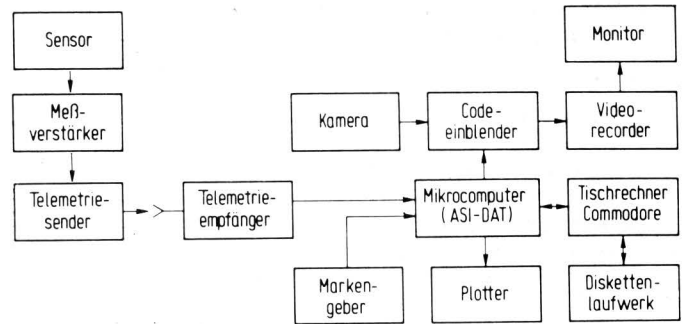 Sensor
Monitor
Meß-
verstärker
Kamera
Code-
einblender
Video-
recorder
Telemetrie-
sender
Telemetrie-
empfänger
Mikrocomputer
(ASI-DAT)
Tischrechner
Commodore
Marken-
geber
Plotter
Disketten-
laufwerk